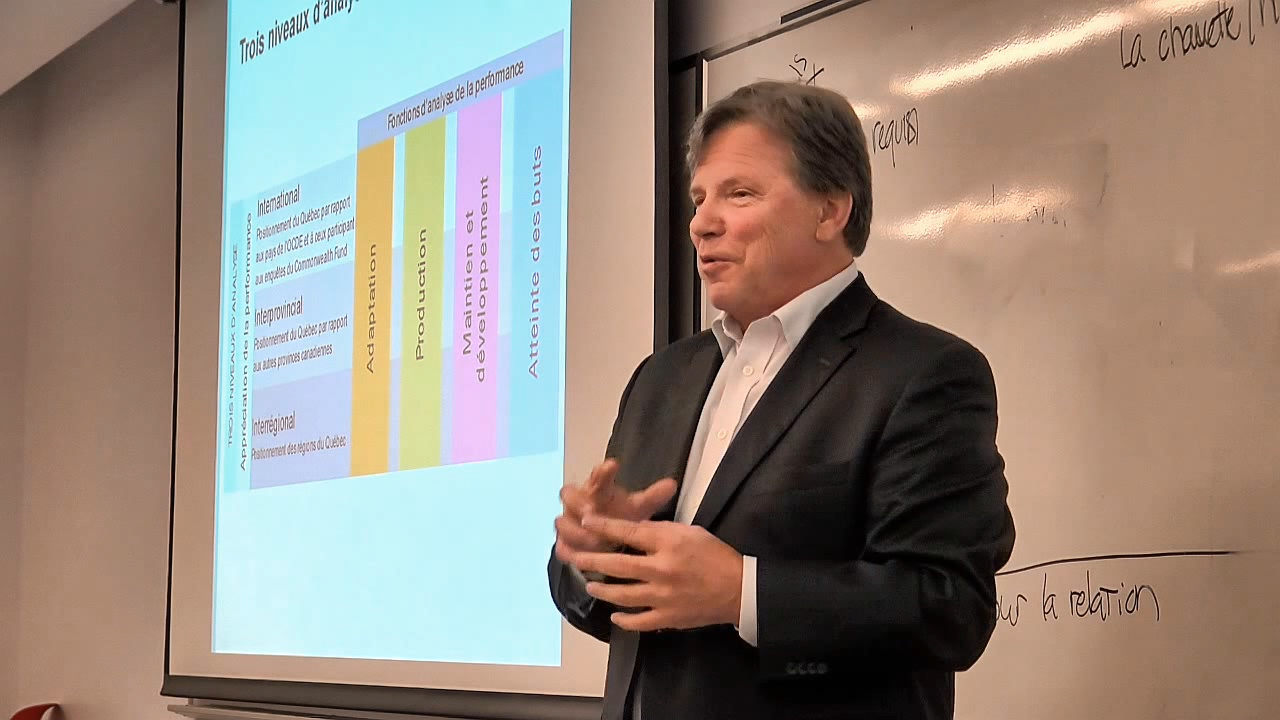 Trois niveaux d'analy
Fonctions d'analyse de la performance
TROIS NIVEAUX D'ANALYSE
Appréciation de la performance
International
Positionnement du Québec par rapport
aux pays de l'OCDE et à ceux participant
aux enquêtes du Commonwealth Fund
Interprovincial
Positionnement du Québec par rapport
aux autres provinces canadiennes
Interrégional
Positionnement des régions du Québec
Adaptation
Production
Maintien et
développement
Atteinte des buts
La
requis
our la relation